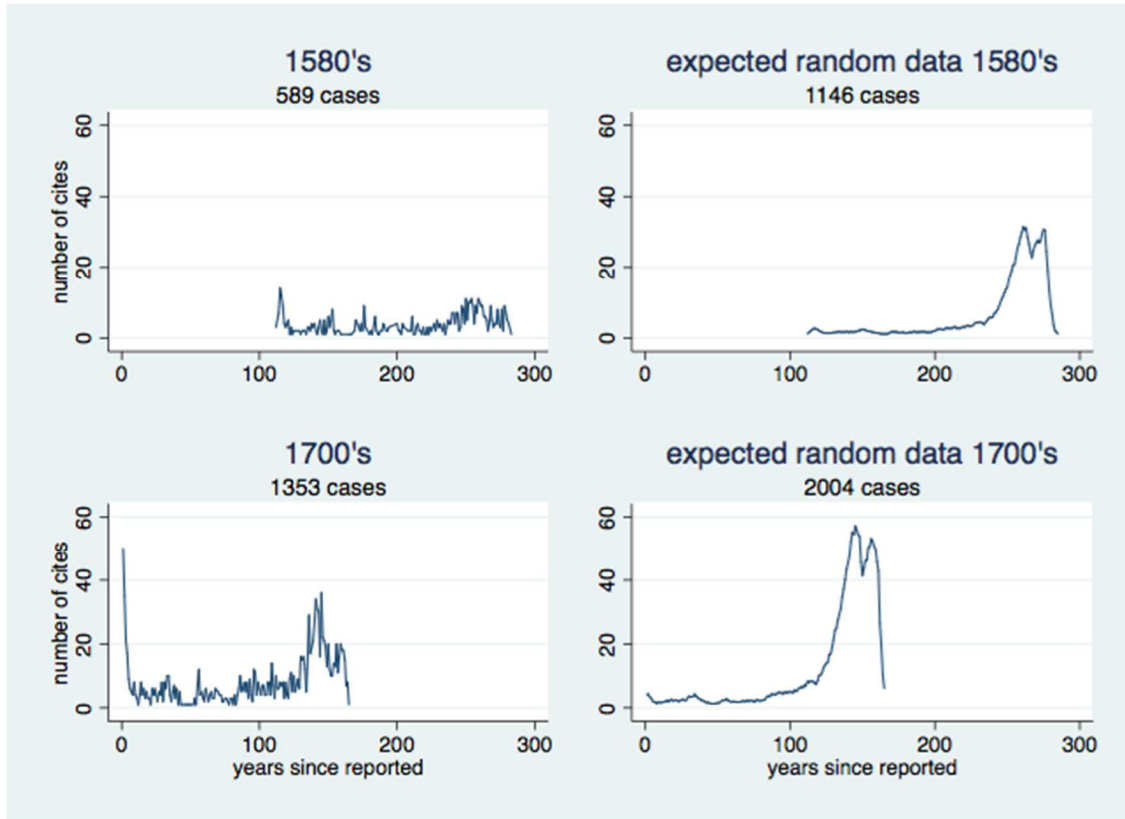 1580's
589 cases
number of cites
60
40
20
0
0 100 200 300
expected random data 1580's
1146 cases
60
40
20
0
0 100 200 300
1700's
1353 cases
number of cites
60
40
20
0
0 100 200 300
years since reported
expected random data 1700's
2004 cases
60
40
20
0
0 100 200 300
years since reported